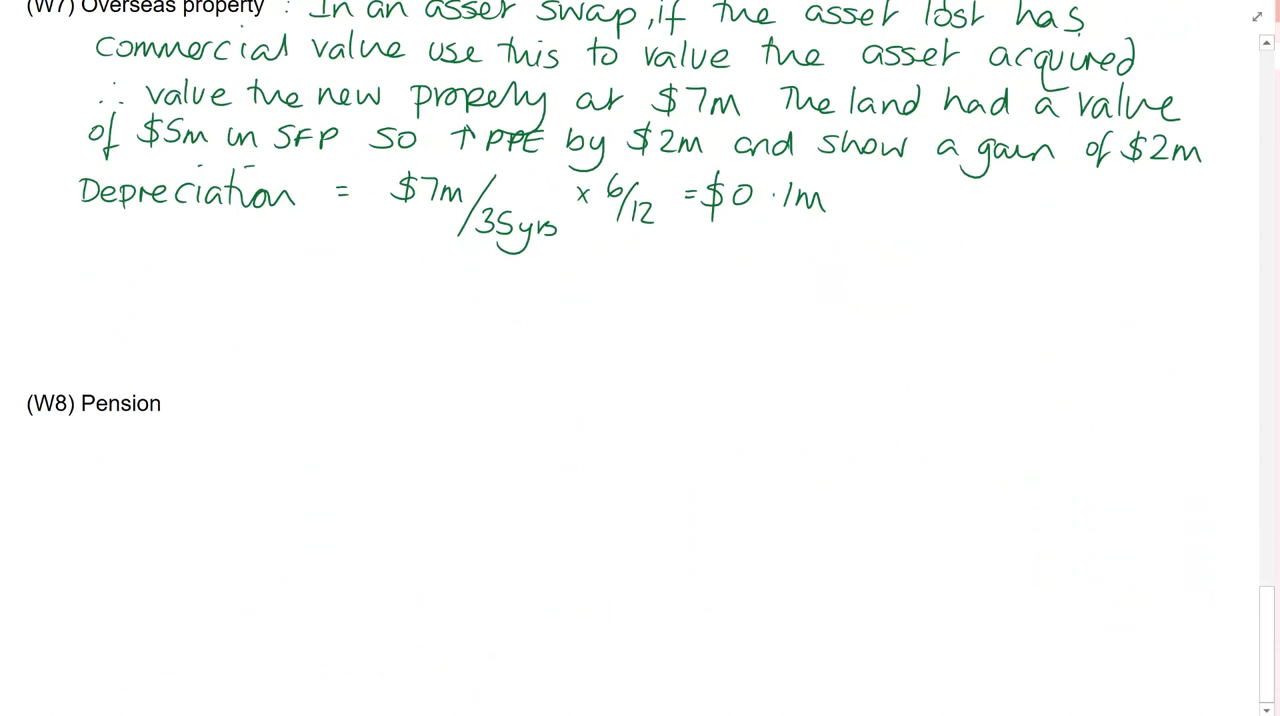 (W7) Overseas property : In an asset swap, if the asset lost has
commercial value use this to value the asset acquired
∴ value the new property at $7m The land had a value
of $5m in SFP so ↑ PPE by $2m and show a gain of $2m
Depreciation = $7m/35yrs × 6/12 = $0.1m
(W8) Pension